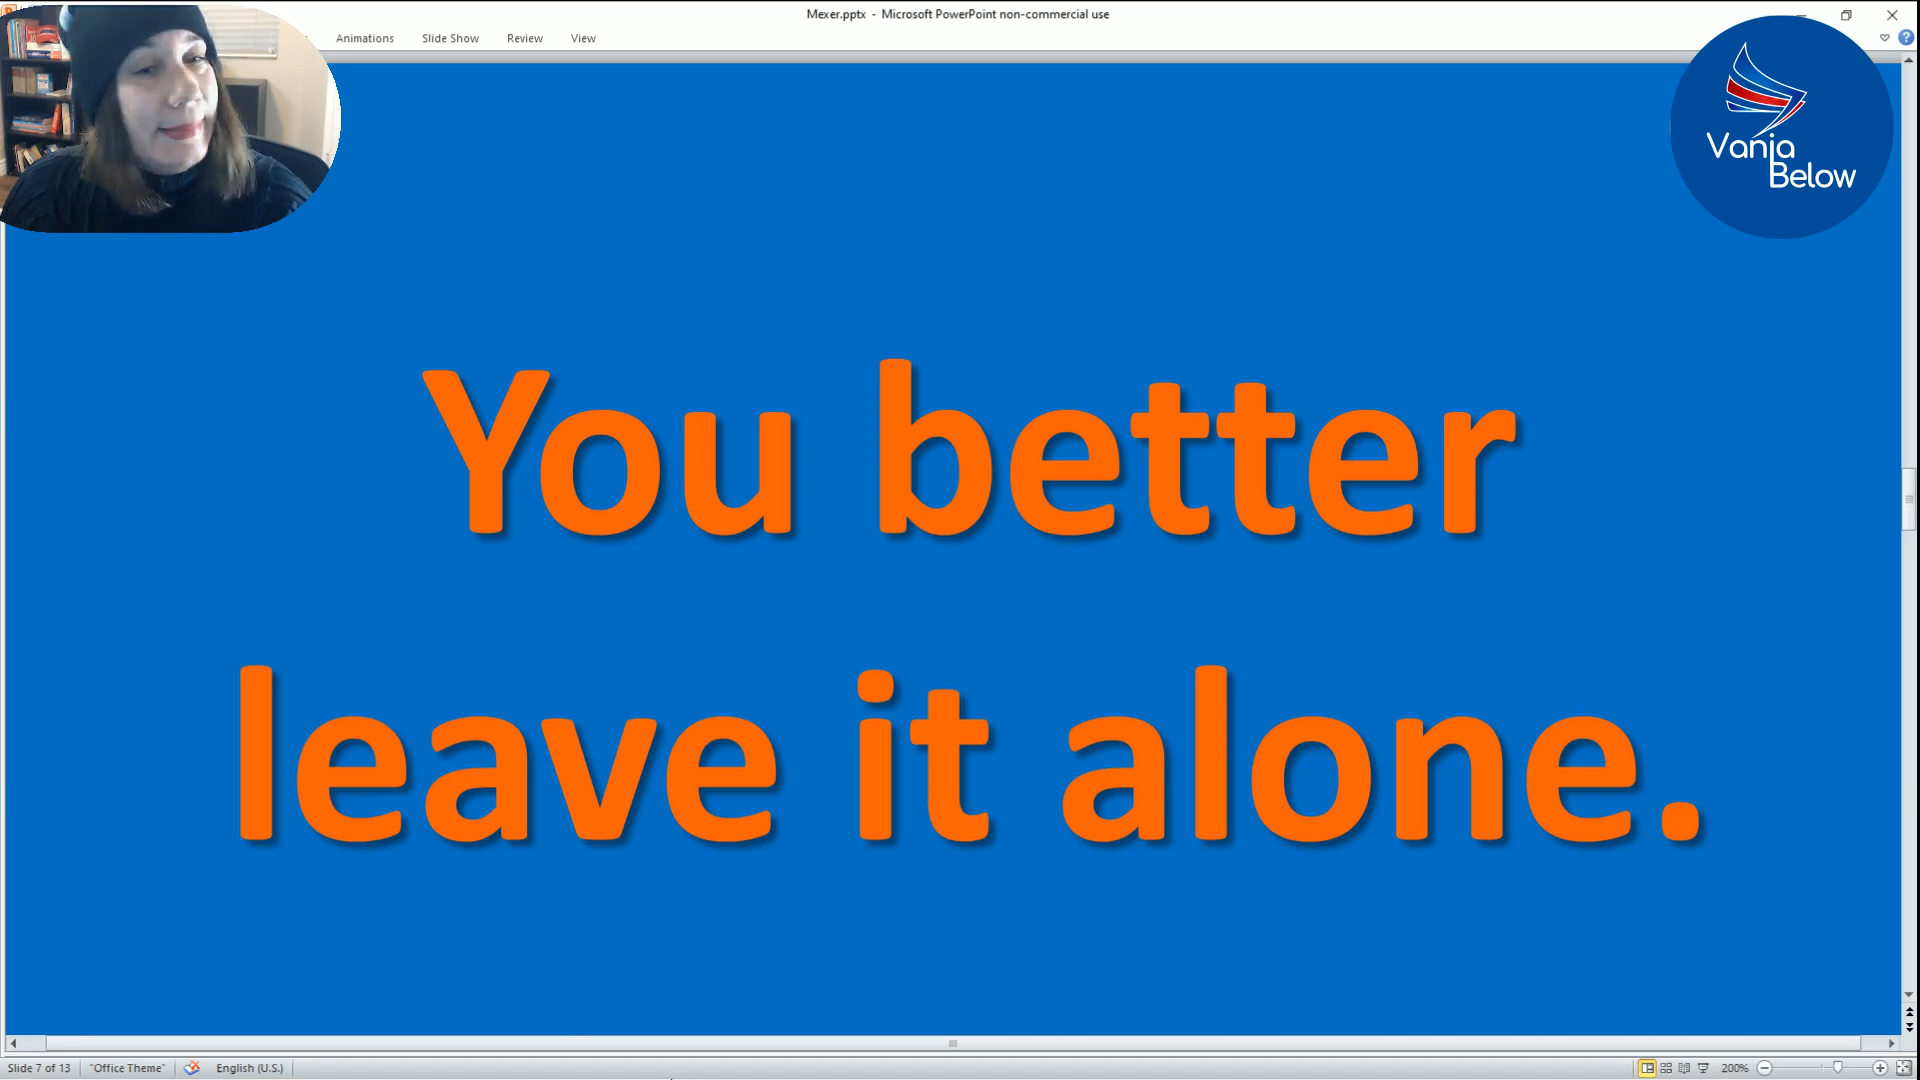 Mexer.pptx - Microsoft PowerPoint non-commercial use
Animations Slide Show Review View
Vania
Below
You better
leave it alone.
Slide 7 of 13 "Office Theme" English (U.S.) 200%